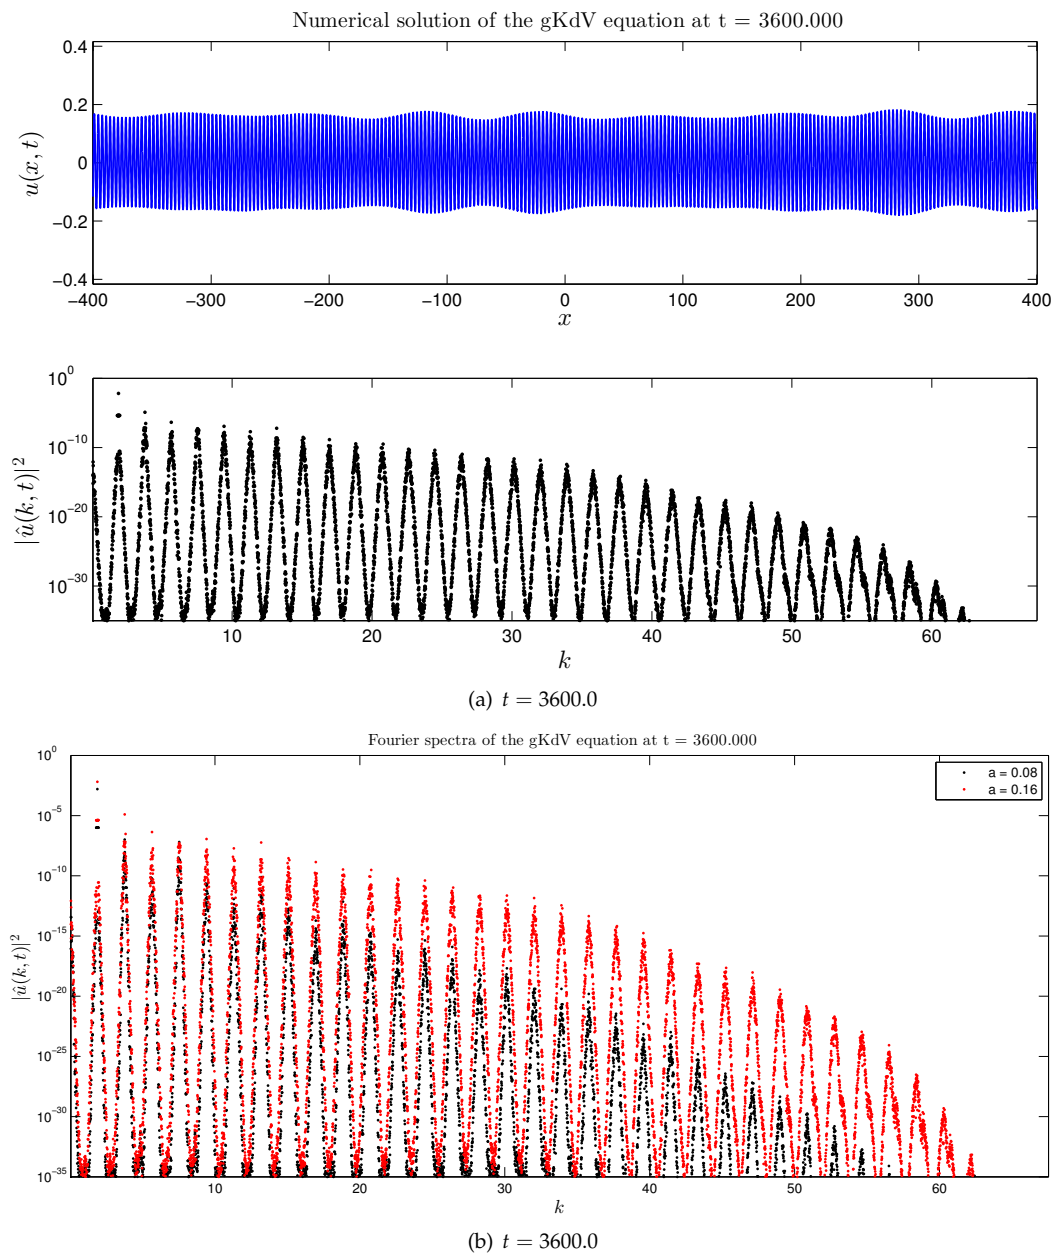 Numerical solution of the gKdV equation at t = 3600.000
0.4
0.2
0
−0.2
−0.4
u(x, t)
−400 −300 −200 −100 0 100 200 300 400
x
10^0
10^−10
10^−20
10^−30
|û(k, t)|^2
10 20 30 40 50 60
k
(a) t = 3600.0
Fourier spectra of the gKdV equation at t = 3600.000
a = 0.08
a = 0.16
10^0
10^−5
10^−10
10^−15
10^−20
10^−25
10^−30
10^−35
|û(k, t)|^2
10 20 30 40 50 60
k
(b) t = 3600.0